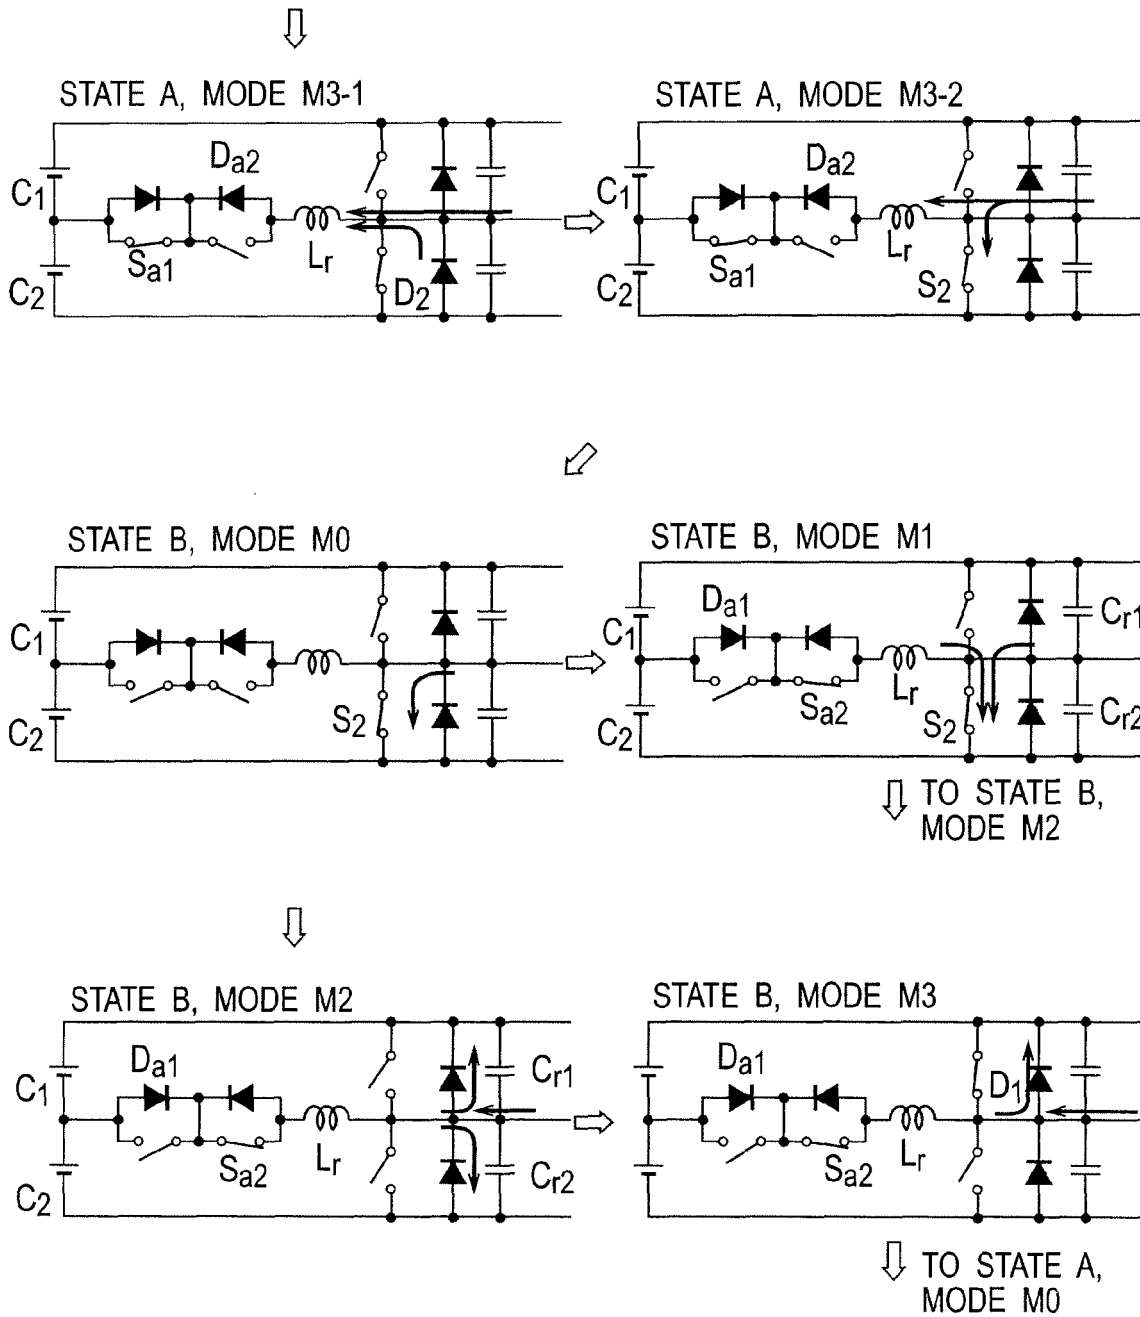 STATE A, MODE M3-1
Da2
C1
Sa1
Lr
C2
D2
STATE A, MODE M3-2
Da2
C1
Sa1
Lr
C2
S2
STATE B, MODE M0
C1
C2
S2
STATE B, MODE M1
Da1
Cr1
C1
Sa2
Lr
S2
Cr2
C2
TO STATE B,
MODE M2
STATE B, MODE M2
Da1
Cr1
C1
Sa2
Lr
Cr2
C2
STATE B, MODE M3
Da1
D1
Sa2
Lr
TO STATE A,
MODE M0